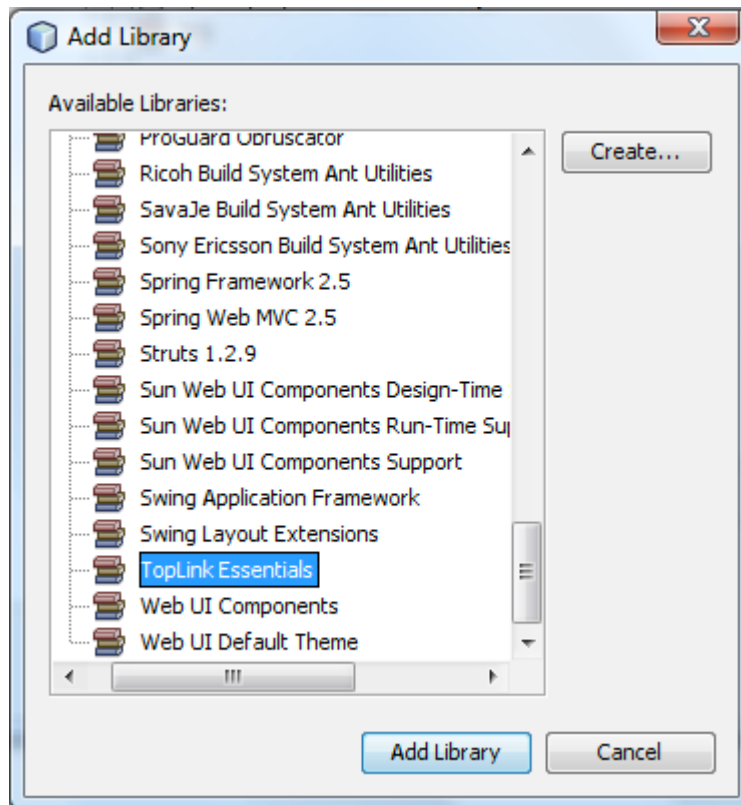 Add Library
Available Libraries:
ProGuard Obfuscator
Create...
Ricoh Build System Ant Utilities
SavaJe Build System Ant Utilities
Sony Ericsson Build System Ant Utilities
Spring Framework 2.5
Spring Web MVC 2.5
Struts 1.2.9
Sun Web UI Components Design-Time
Sun Web UI Components Run-Time Su
Sun Web UI Components Support
Swing Application Framework
Swing Layout Extensions
TopLink Essentials
Web UI Components
Web UI Default Theme
Add Library
Cancel